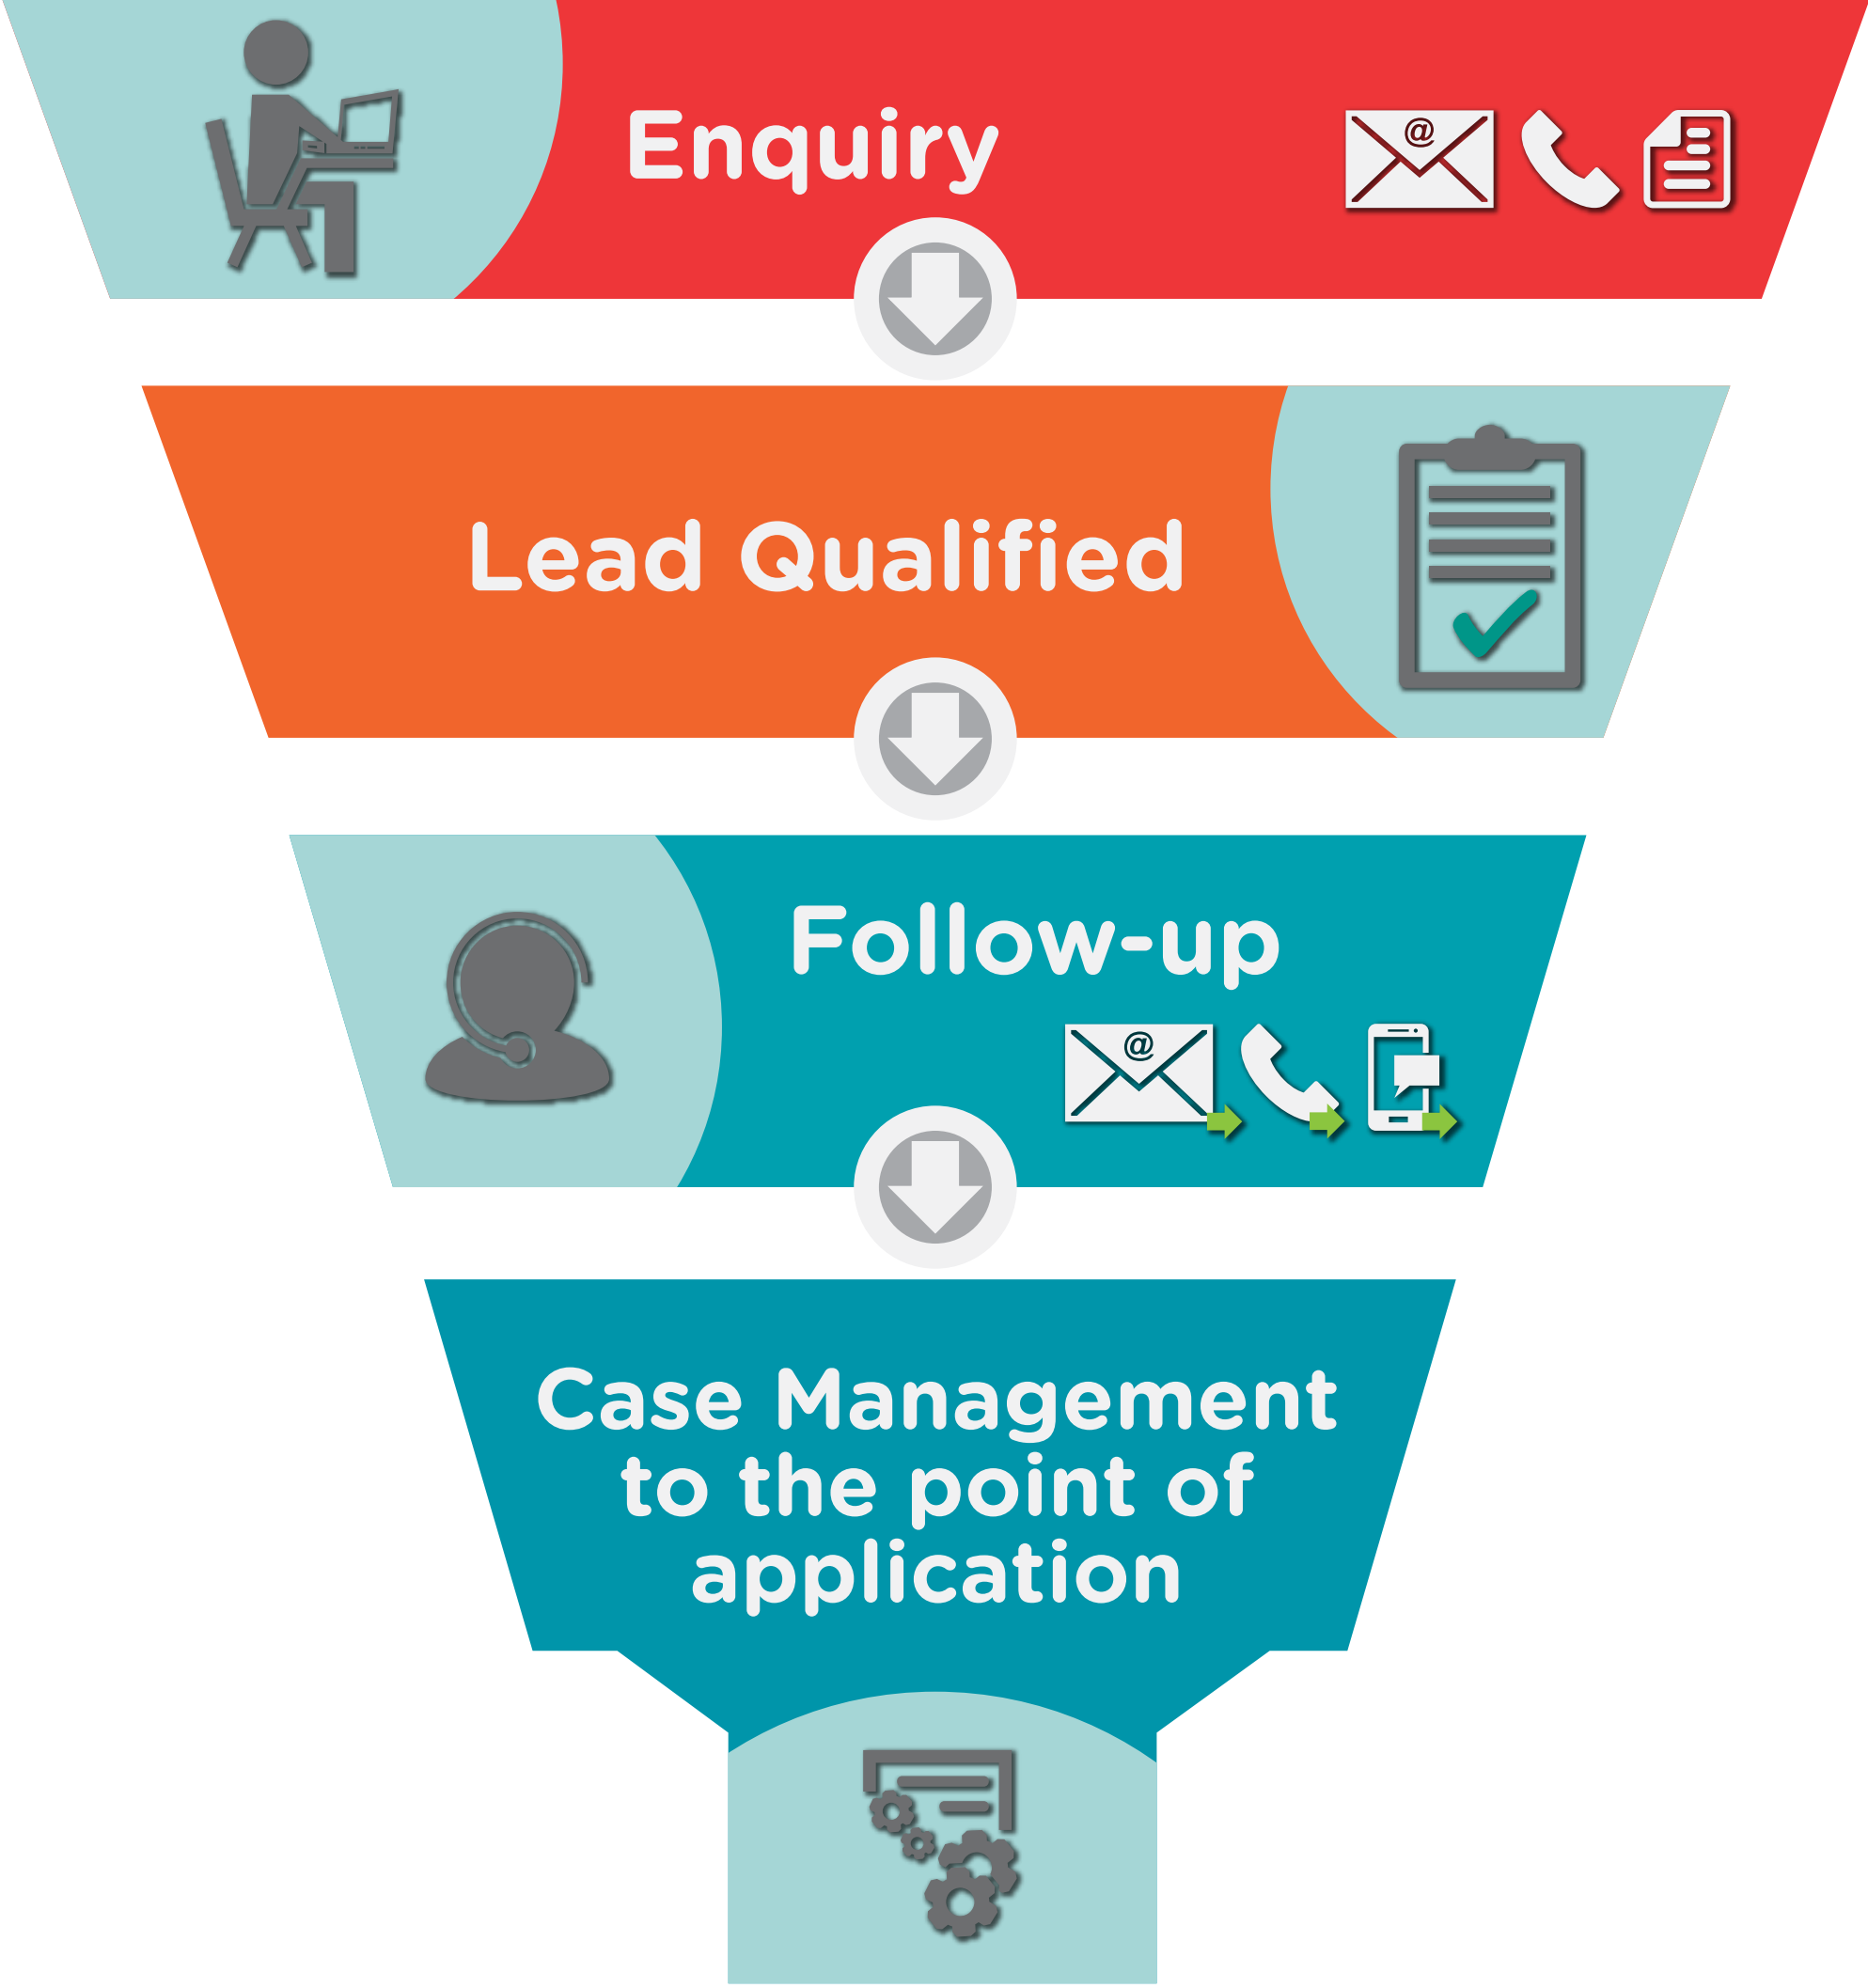 Enquiry
@
Lead Qualified
Follow-up
@
Case Management
to the point of
application